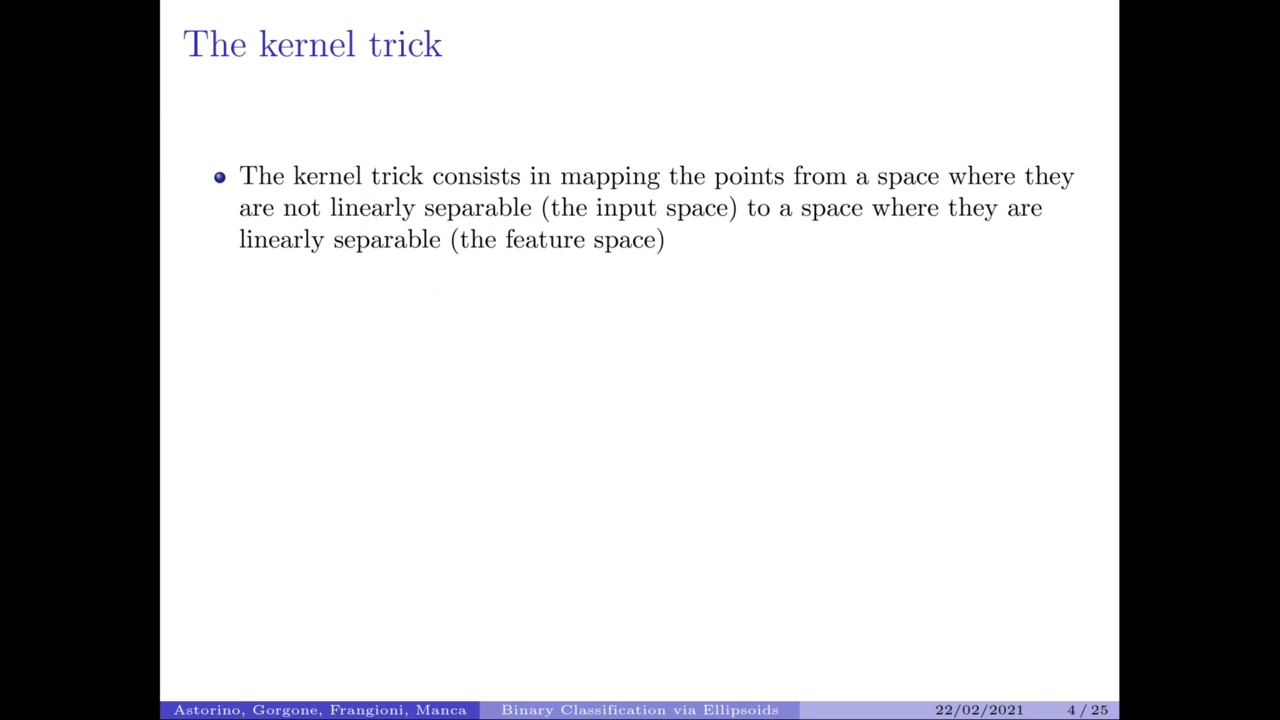 The kernel trick
The kernel trick consists in mapping the points from a space where they
are not linearly separable (the input space) to a space where they are
linearly separable (the feature space)
Astorino, Gorgone, Frangioni, Manca Binary Classification via Ellipsoids 22/02/2021 4 / 25